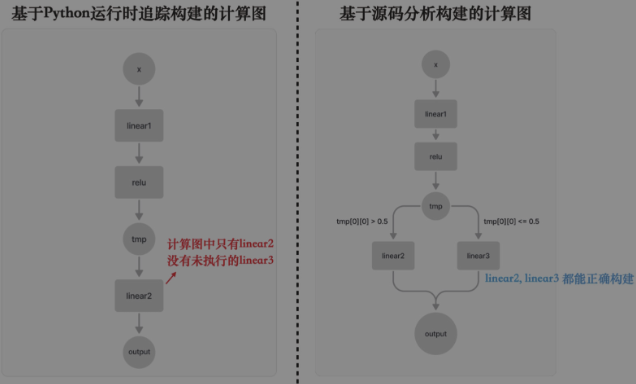 基于Python运行时追踪构建的计算图
x
linear1
relu
tmp
计算图中只有linear2
没有未执行的linear3
linear2
output
基于源码分析构建的计算图
x
linear1
relu
tmp
tmp[0][0] > 0.5
tmp[0][0] <= 0.5
linear2
linear3
linear2, linear3 都能正确构建
output